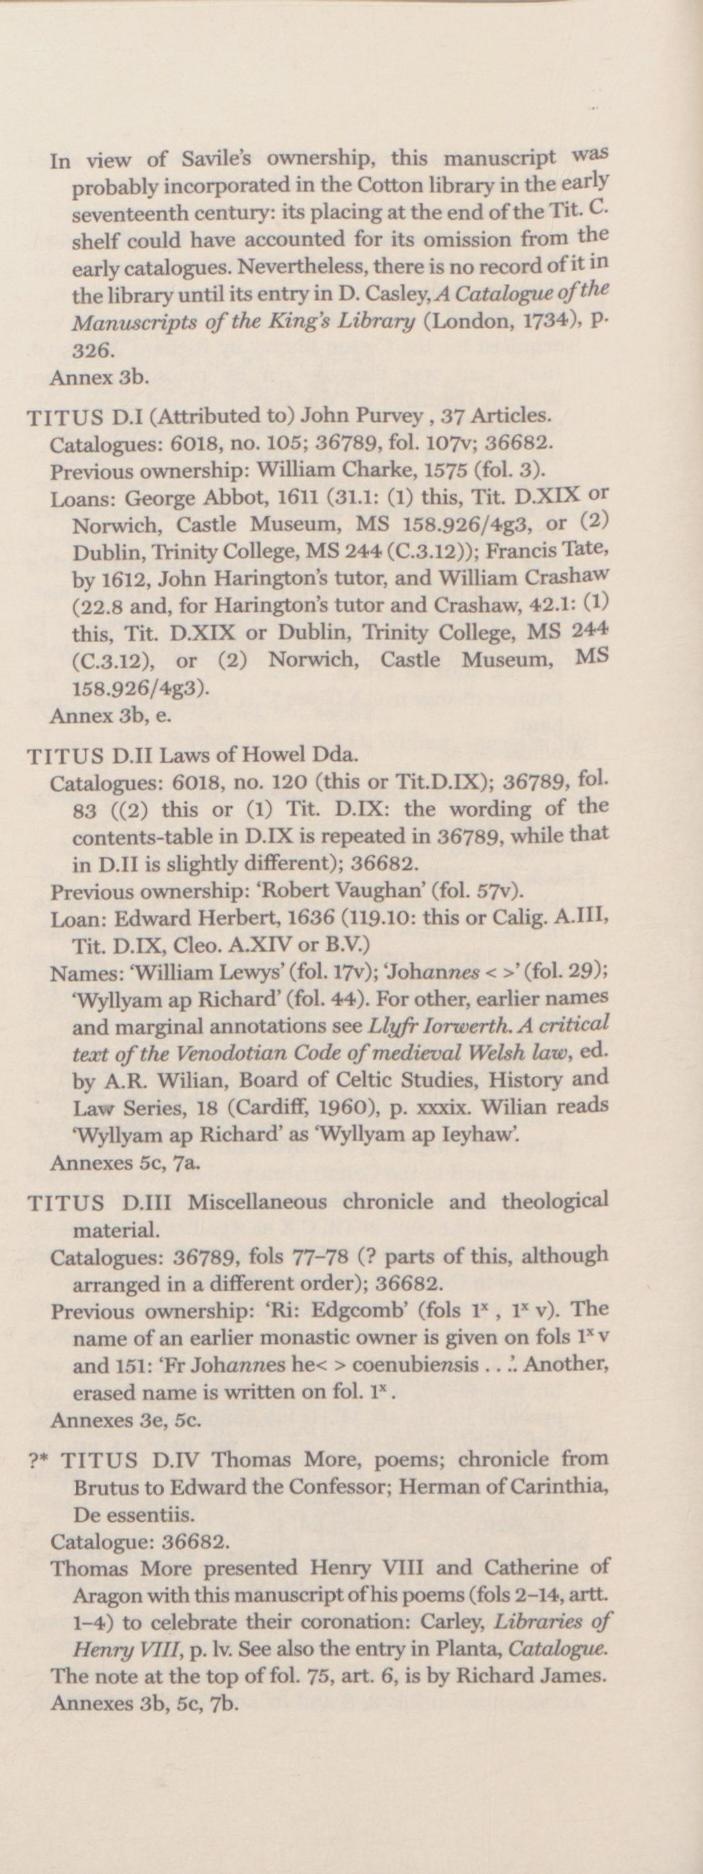 In view of Savile's ownership, this manuscript was
probably incorporated in the Cotton library in the early
seventeenth century: its placing at the end of the Tit. C.
shelf could have accounted for its omission from the
early catalogues. Nevertheless, there is no record of it in
the library until its entry in D. Casley, A Catalogue of the
Manuscripts of the King's Library (London, 1734), p.
326.
Annex 3b.
TITUS D.I (Attributed to) John Purvey , 37 Articles.
Catalogues: 6018, no. 105; 36789, fol. 107v; 36682.
Previous ownership: William Charke, 1575 (fol. 3).
Loans: George Abbot, 1611 (31.1: (1) this, Tit. D.XIX or
Norwich, Castle Museum, MS 158.926/4g3, or (2)
Dublin, Trinity College, MS 244 (C.3.12)); Francis Tate,
by 1612, John Harington's tutor, and William Crashaw
(22.8 and, for Harington's tutor and Crashaw, 42.1: (1)
this, Tit. D.XIX or Dublin, Trinity College, MS 244
(C.3.12), or (2) Norwich, Castle Museum, MS
158.926/4g3).
Annex 3b, e.
TITUS D.II Laws of Howel Dda.
Catalogues: 6018, no. 120 (this or Tit.D.IX); 36789, fol.
83 ((2) this or (1) Tit. D.IX: the wording of the
contents-table in D.IX is repeated in 36789, while that
in D.II is slightly different); 36682.
Previous ownership: 'Robert Vaughan' (fol. 57v).
Loan: Edward Herbert, 1636 (119.10: this or Calig. A.III,
Tit. D.IX, Cleo. A.XIV or B.V.)
Names: 'William Lewys' (fol. 17v); 'Johannes < >' (fol. 29);
'Wyllyam ap Richard' (fol. 44). For other, earlier names
and marginal annotations see Llyfr Iorwerth. A critical
text of the Venodotian Code of medieval Welsh law, ed.
by A.R. Wilian, Board of Celtic Studies, History and
Law Series, 18 (Cardiff, 1960), p. xxxix. Wilian reads
'Wyllyam ap Richard' as 'Wyllyam ap Ieyhaw'.
Annexes 5c, 7a.
TITUS D.III Miscellaneous chronicle and theological
material.
Catalogues: 36789, fols 77–78 (? parts of this, although
arranged in a different order); 36682.
Previous ownership: 'Ri: Edgcomb' (fols 1ˣ , 1ˣ v). The
name of an earlier monastic owner is given on fols 1ˣ v
and 151: 'Fr Johannes he< > coenubiensis . . .'. Another,
erased name is written on fol. 1ˣ .
Annexes 3e, 5c.
?* TITUS D.IV Thomas More, poems; chronicle from
Brutus to Edward the Confessor; Herman of Carinthia,
De essentiis.
Catalogue: 36682.
Thomas More presented Henry VIII and Catherine of
Aragon with this manuscript of his poems (fols 2–14, artt.
1–4) to celebrate their coronation: Carley, Libraries of
Henry VIII, p. lv. See also the entry in Planta, Catalogue.
The note at the top of fol. 75, art. 6, is by Richard James.
Annexes 3b, 5c, 7b.